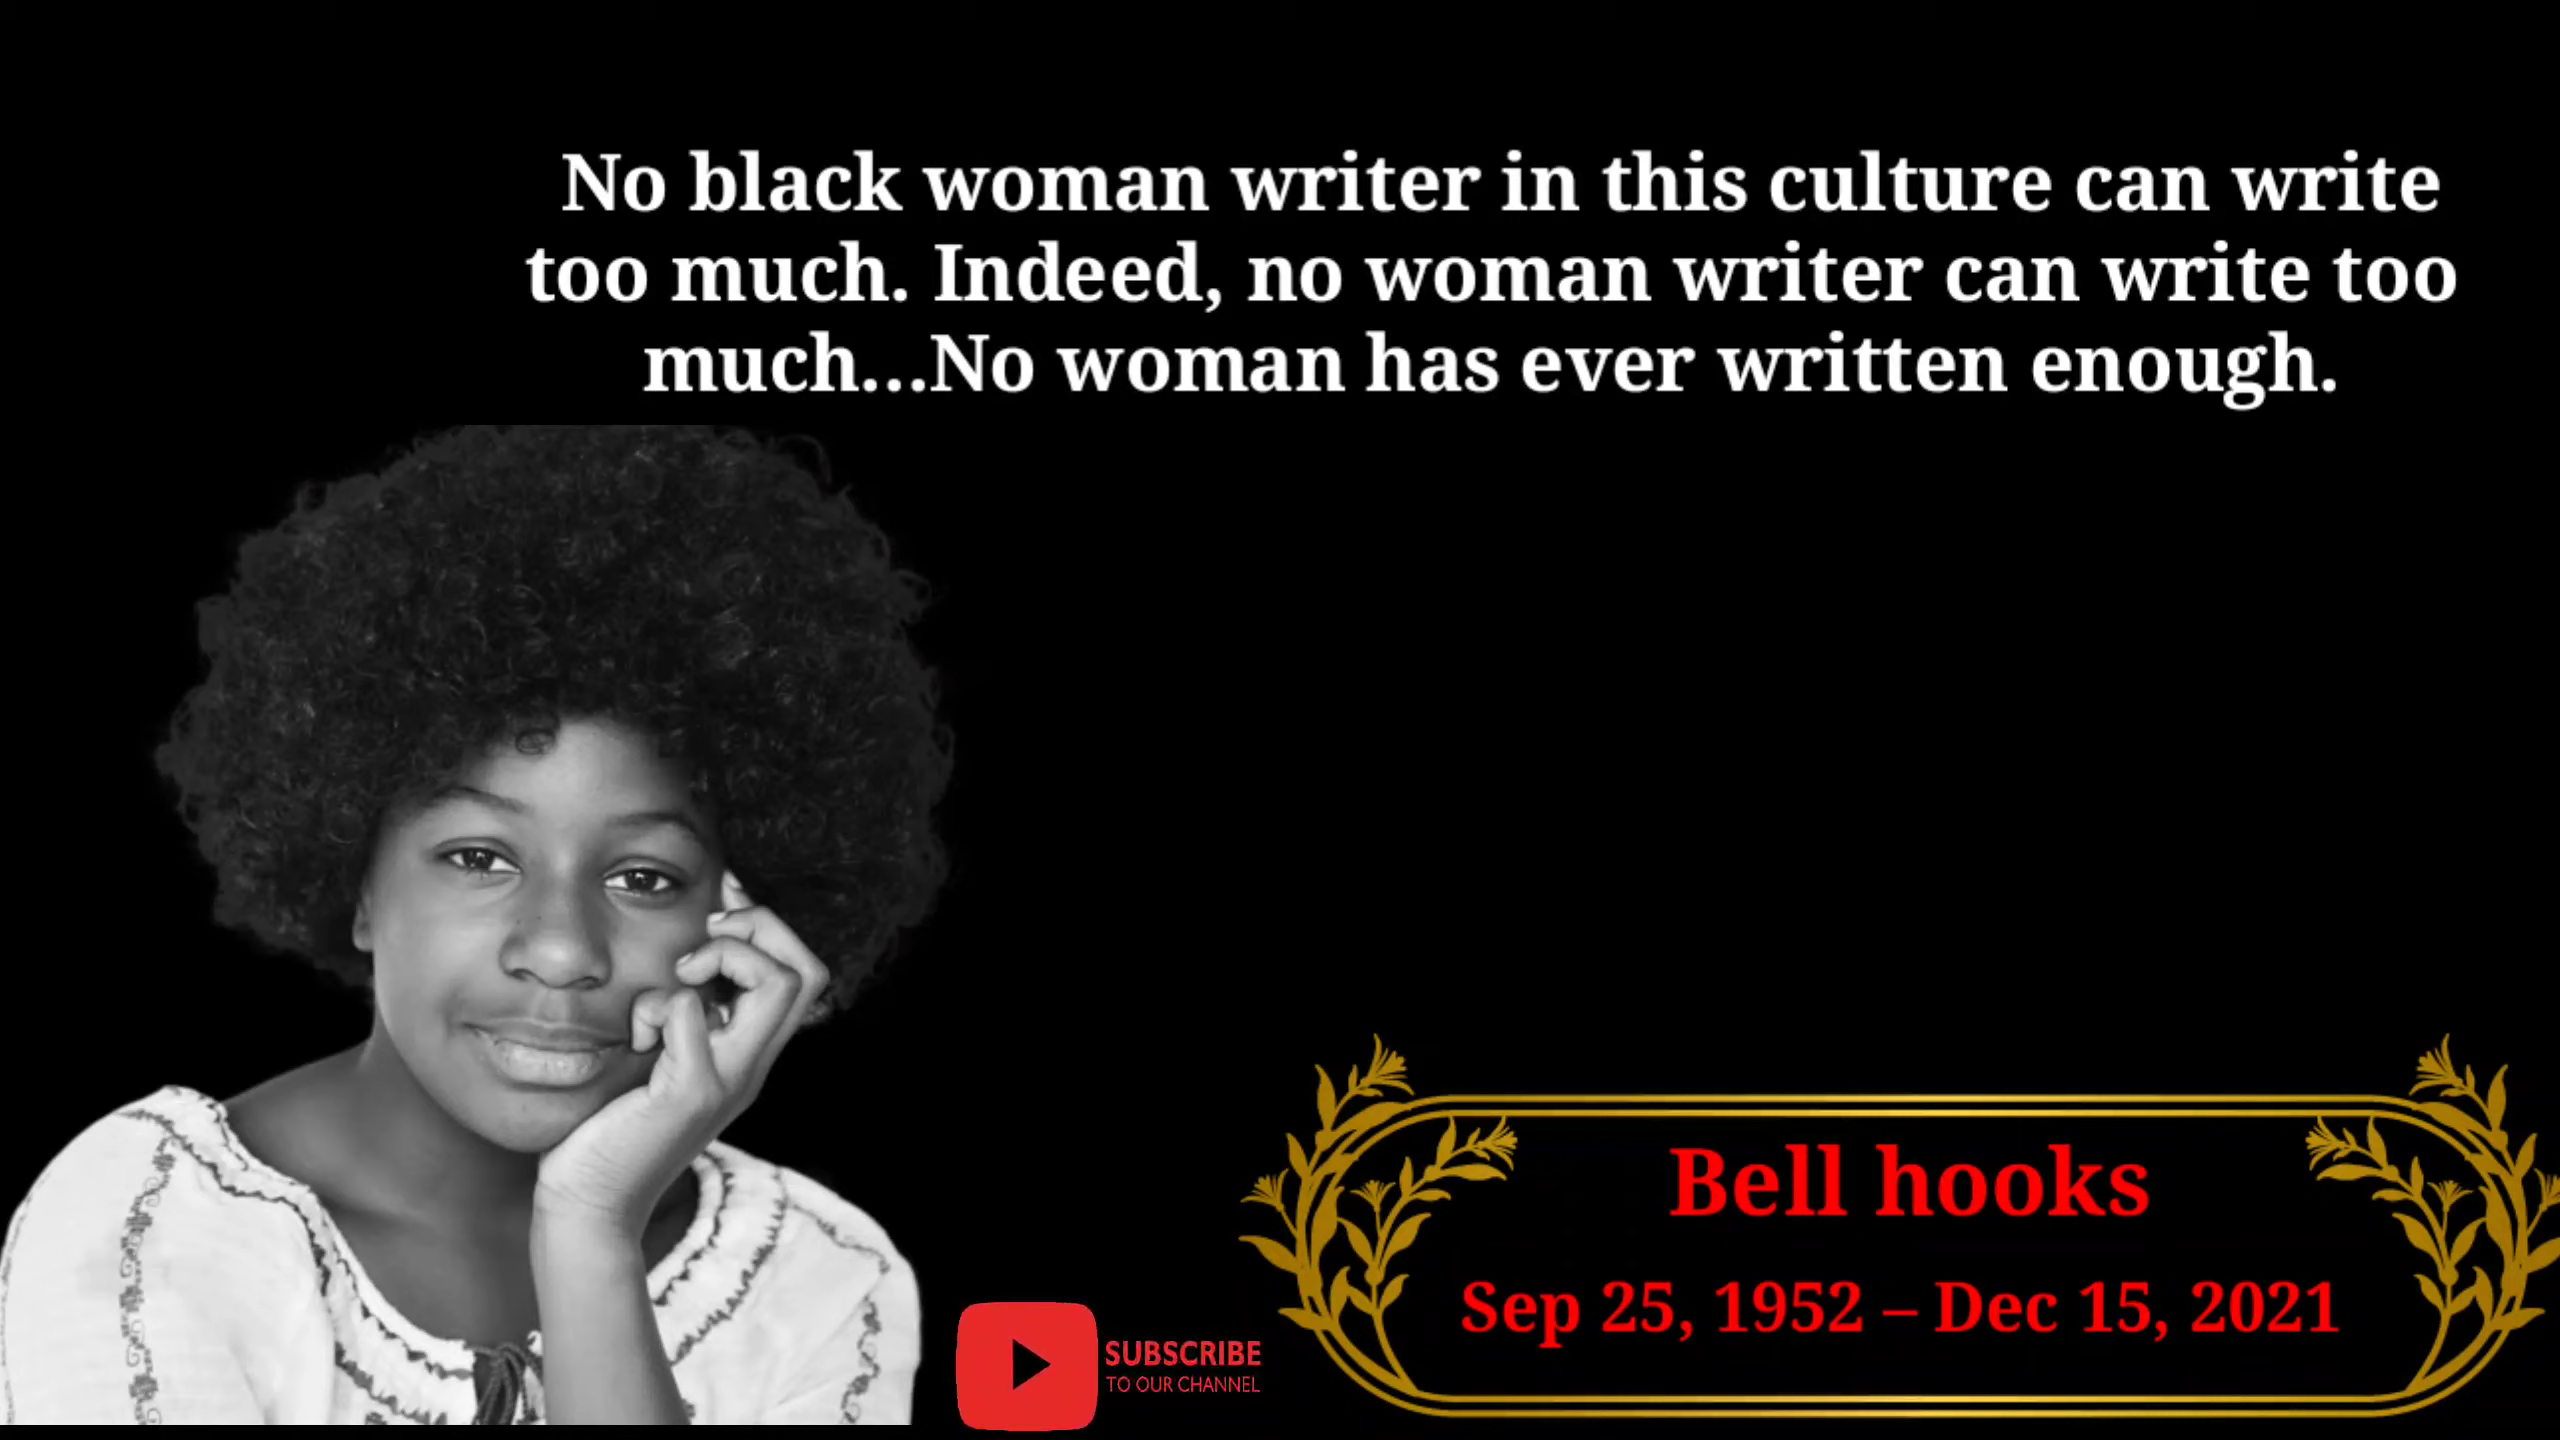 No black woman writer in this culture can write
too much. Indeed, no woman writer can write too
much...No woman has ever written enough.
Bell hooks
Sep 25, 1952 – Dec 15, 2021
SUBSCRIBE
TO OUR CHANNEL